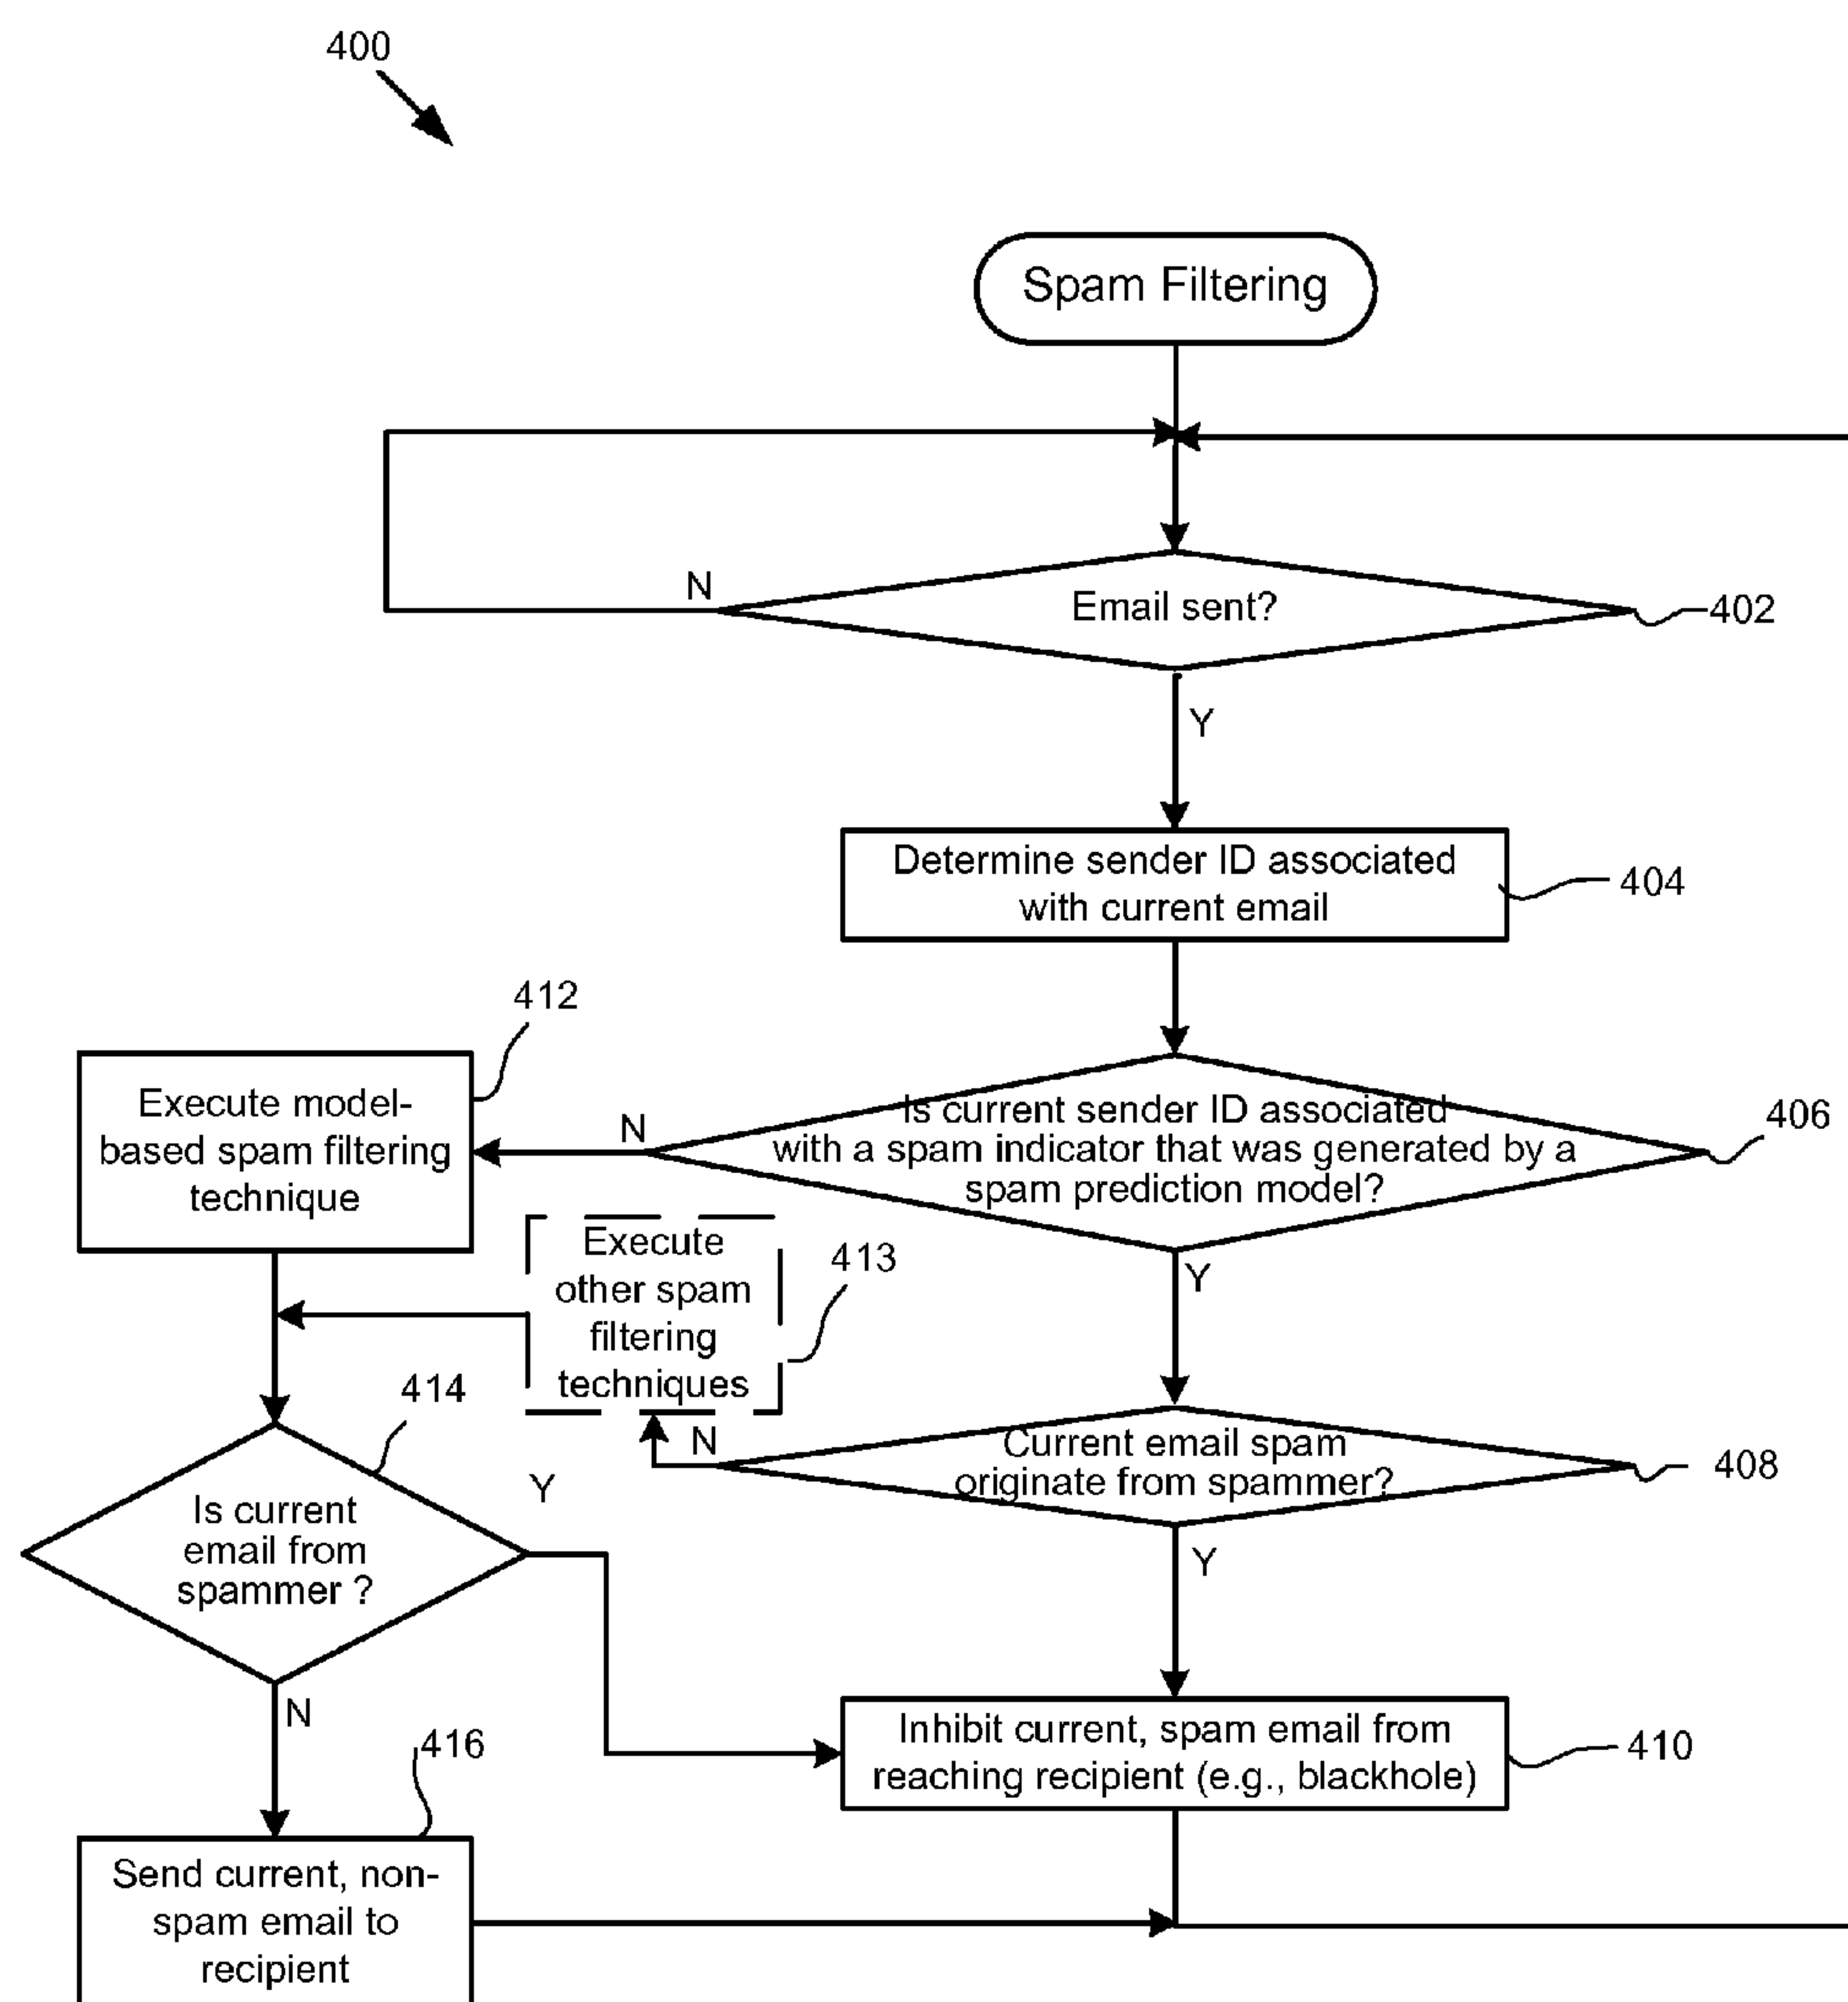 400
Spam Filtering
N
Email sent?
402
Y
Determine sender ID associated
with current email
404
412
Execute model-
based spam filtering
technique
N
Is current sender ID associated
with a spam indicator that was generated by a
spam prediction model?
406
Y
Execute
other spam
filtering
techniques
413
N
Current email spam
originate from spammer?
408
414
Y
Is current
email from
spammer ?
Y
N
Inhibit current, spam email from
reaching recipient (e.g., blackhole)
410
416
Send current, non-
spam email to
recipient